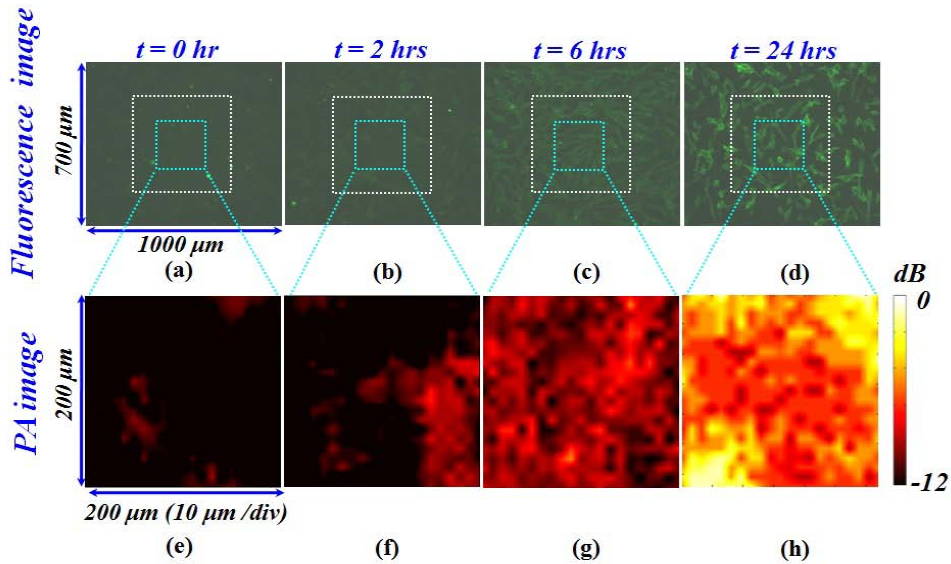 Fluorescence image
t = 0 hr
t = 2 hrs
t = 6 hrs
t = 24 hrs
700 μm
1000 μm
(a)
(b)
(c)
(d)
PA image
200 μm
dB
0
-12
200 μm (10 μm /div)
(e)
(f)
(g)
(h)